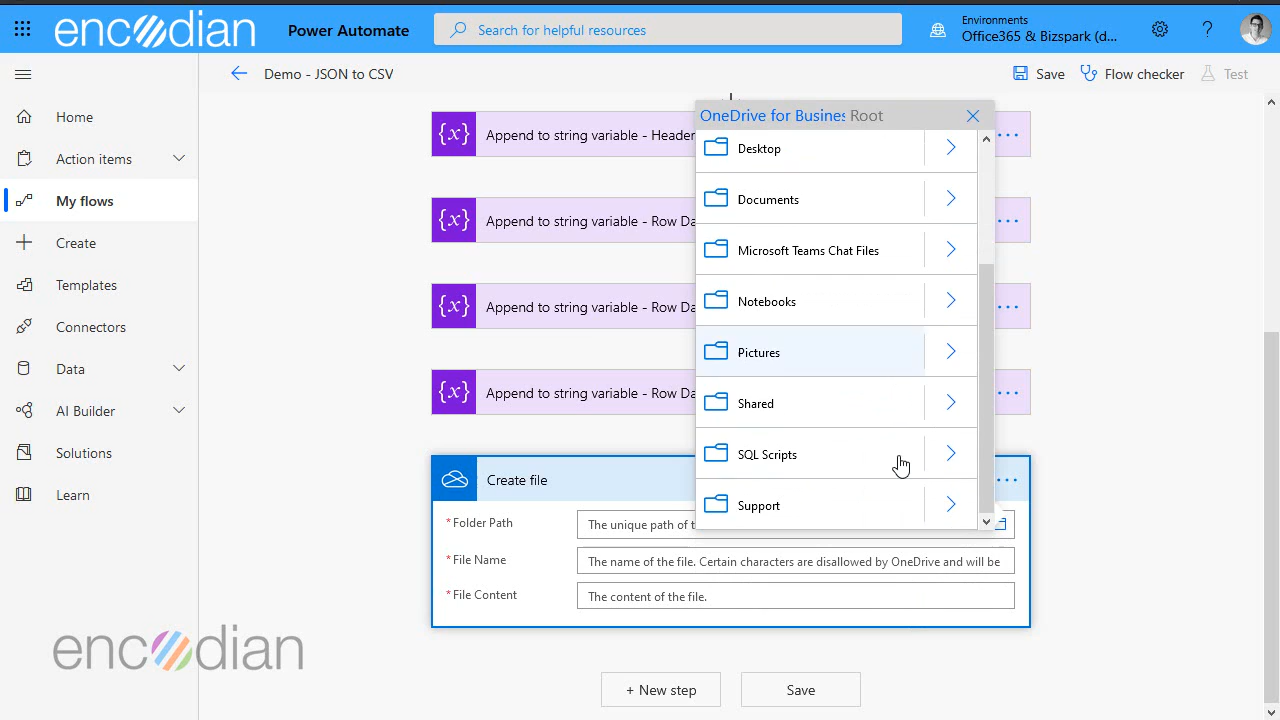 encodian
Power Automate
Search for helpful resources
Environments
Office365 & Bizspark (d...
Demo - JSON to CSV
Save
Flow checker
Test
Home
Action items
My flows
Create
Templates
Connectors
Data
AI Builder
Solutions
Learn
{x} Append to string variable - Header
{x} Append to string variable - Row Da
{x} Append to string variable - Row Da
{x} Append to string variable - Row Da
OneDrive for Busines Root
Desktop
Documents
Microsoft Teams Chat Files
Notebooks
Pictures
Shared
SQL Scripts
Support
Create file
*Folder Path
The unique path of t
*File Name
The name of the file. Certain characters are disallowed by OneDrive and will be
*File Content
The content of the file.
+ New step
Save
encodian